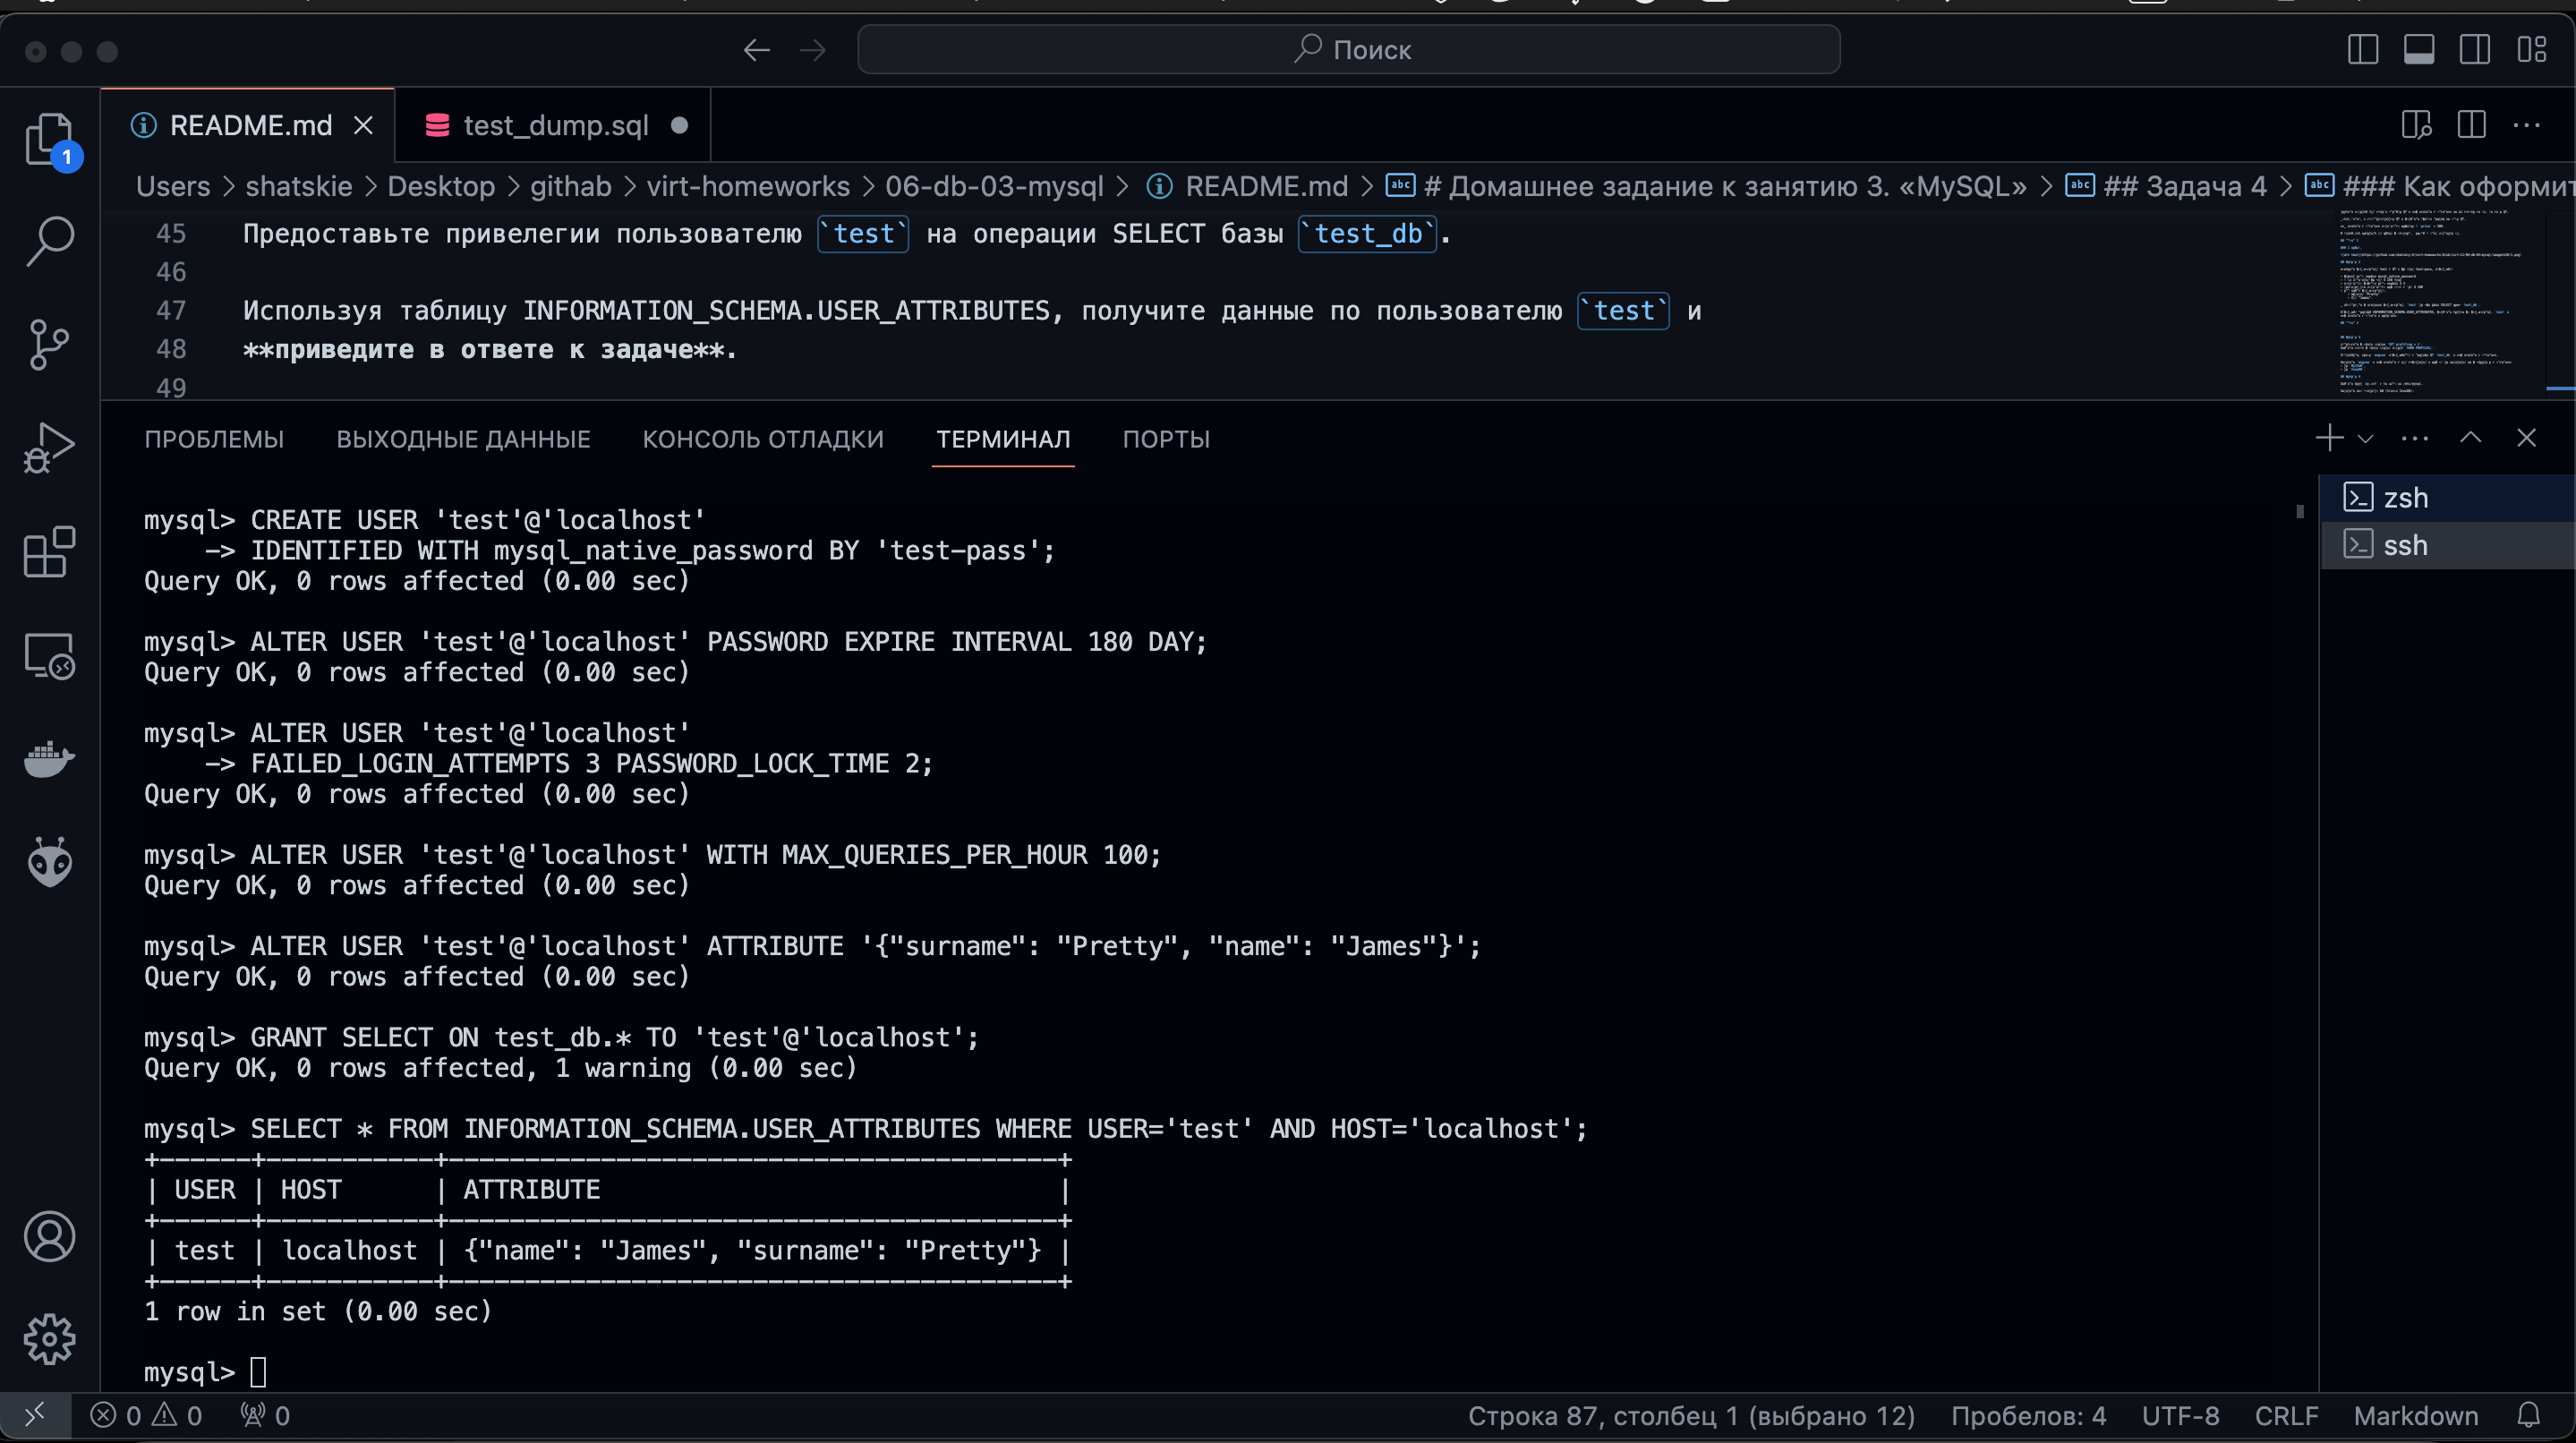 Поиск
README.md
test_dump.sql
1
Users > shatskie > Desktop > githab > virt-homeworks > 06-db-03-mysql > README.md > # Домашнее задание к занятию 3. «MySQL» > ## Задача 4 > ### Как оформит
45 Предоставьте привелегии пользователю `test` на операции SELECT базы `test_db`.
46
47 Используя таблицу INFORMATION_SCHEMA.USER_ATTRIBUTES, получите данные по пользователю `test` и
48 **приведите в ответе к задаче**.
49
ПРОБЛЕМЫ ВЫХОДНЫЕ ДАННЫЕ КОНСОЛЬ ОТЛАДКИ ТЕРМИНАЛ ПОРТЫ
zsh
ssh
mysql> CREATE USER 'test'@'localhost'
    -> IDENTIFIED WITH mysql_native_password BY 'test-pass';
Query OK, 0 rows affected (0.00 sec)
mysql> ALTER USER 'test'@'localhost' PASSWORD EXPIRE INTERVAL 180 DAY;
Query OK, 0 rows affected (0.00 sec)
mysql> ALTER USER 'test'@'localhost'
    -> FAILED_LOGIN_ATTEMPTS 3 PASSWORD_LOCK_TIME 2;
Query OK, 0 rows affected (0.00 sec)
mysql> ALTER USER 'test'@'localhost' WITH MAX_QUERIES_PER_HOUR 100;
Query OK, 0 rows affected (0.00 sec)
mysql> ALTER USER 'test'@'localhost' ATTRIBUTE '{"surname": "Pretty", "name": "James"}';
Query OK, 0 rows affected (0.00 sec)
mysql> GRANT SELECT ON test_db.* TO 'test'@'localhost';
Query OK, 0 rows affected, 1 warning (0.00 sec)
mysql> SELECT * FROM INFORMATION_SCHEMA.USER_ATTRIBUTES WHERE USER='test' AND HOST='localhost';
+------+-----------+----------------------------------------+
| USER | HOST      | ATTRIBUTE                              |
+------+-----------+----------------------------------------+
| test | localhost | {"name": "James", "surname": "Pretty"} |
+------+-----------+----------------------------------------+
1 row in set (0.00 sec)
mysql>
0 0 0 Строка 87, столбец 1 (выбрано 12) Пробелов: 4 UTF-8 CRLF Markdown